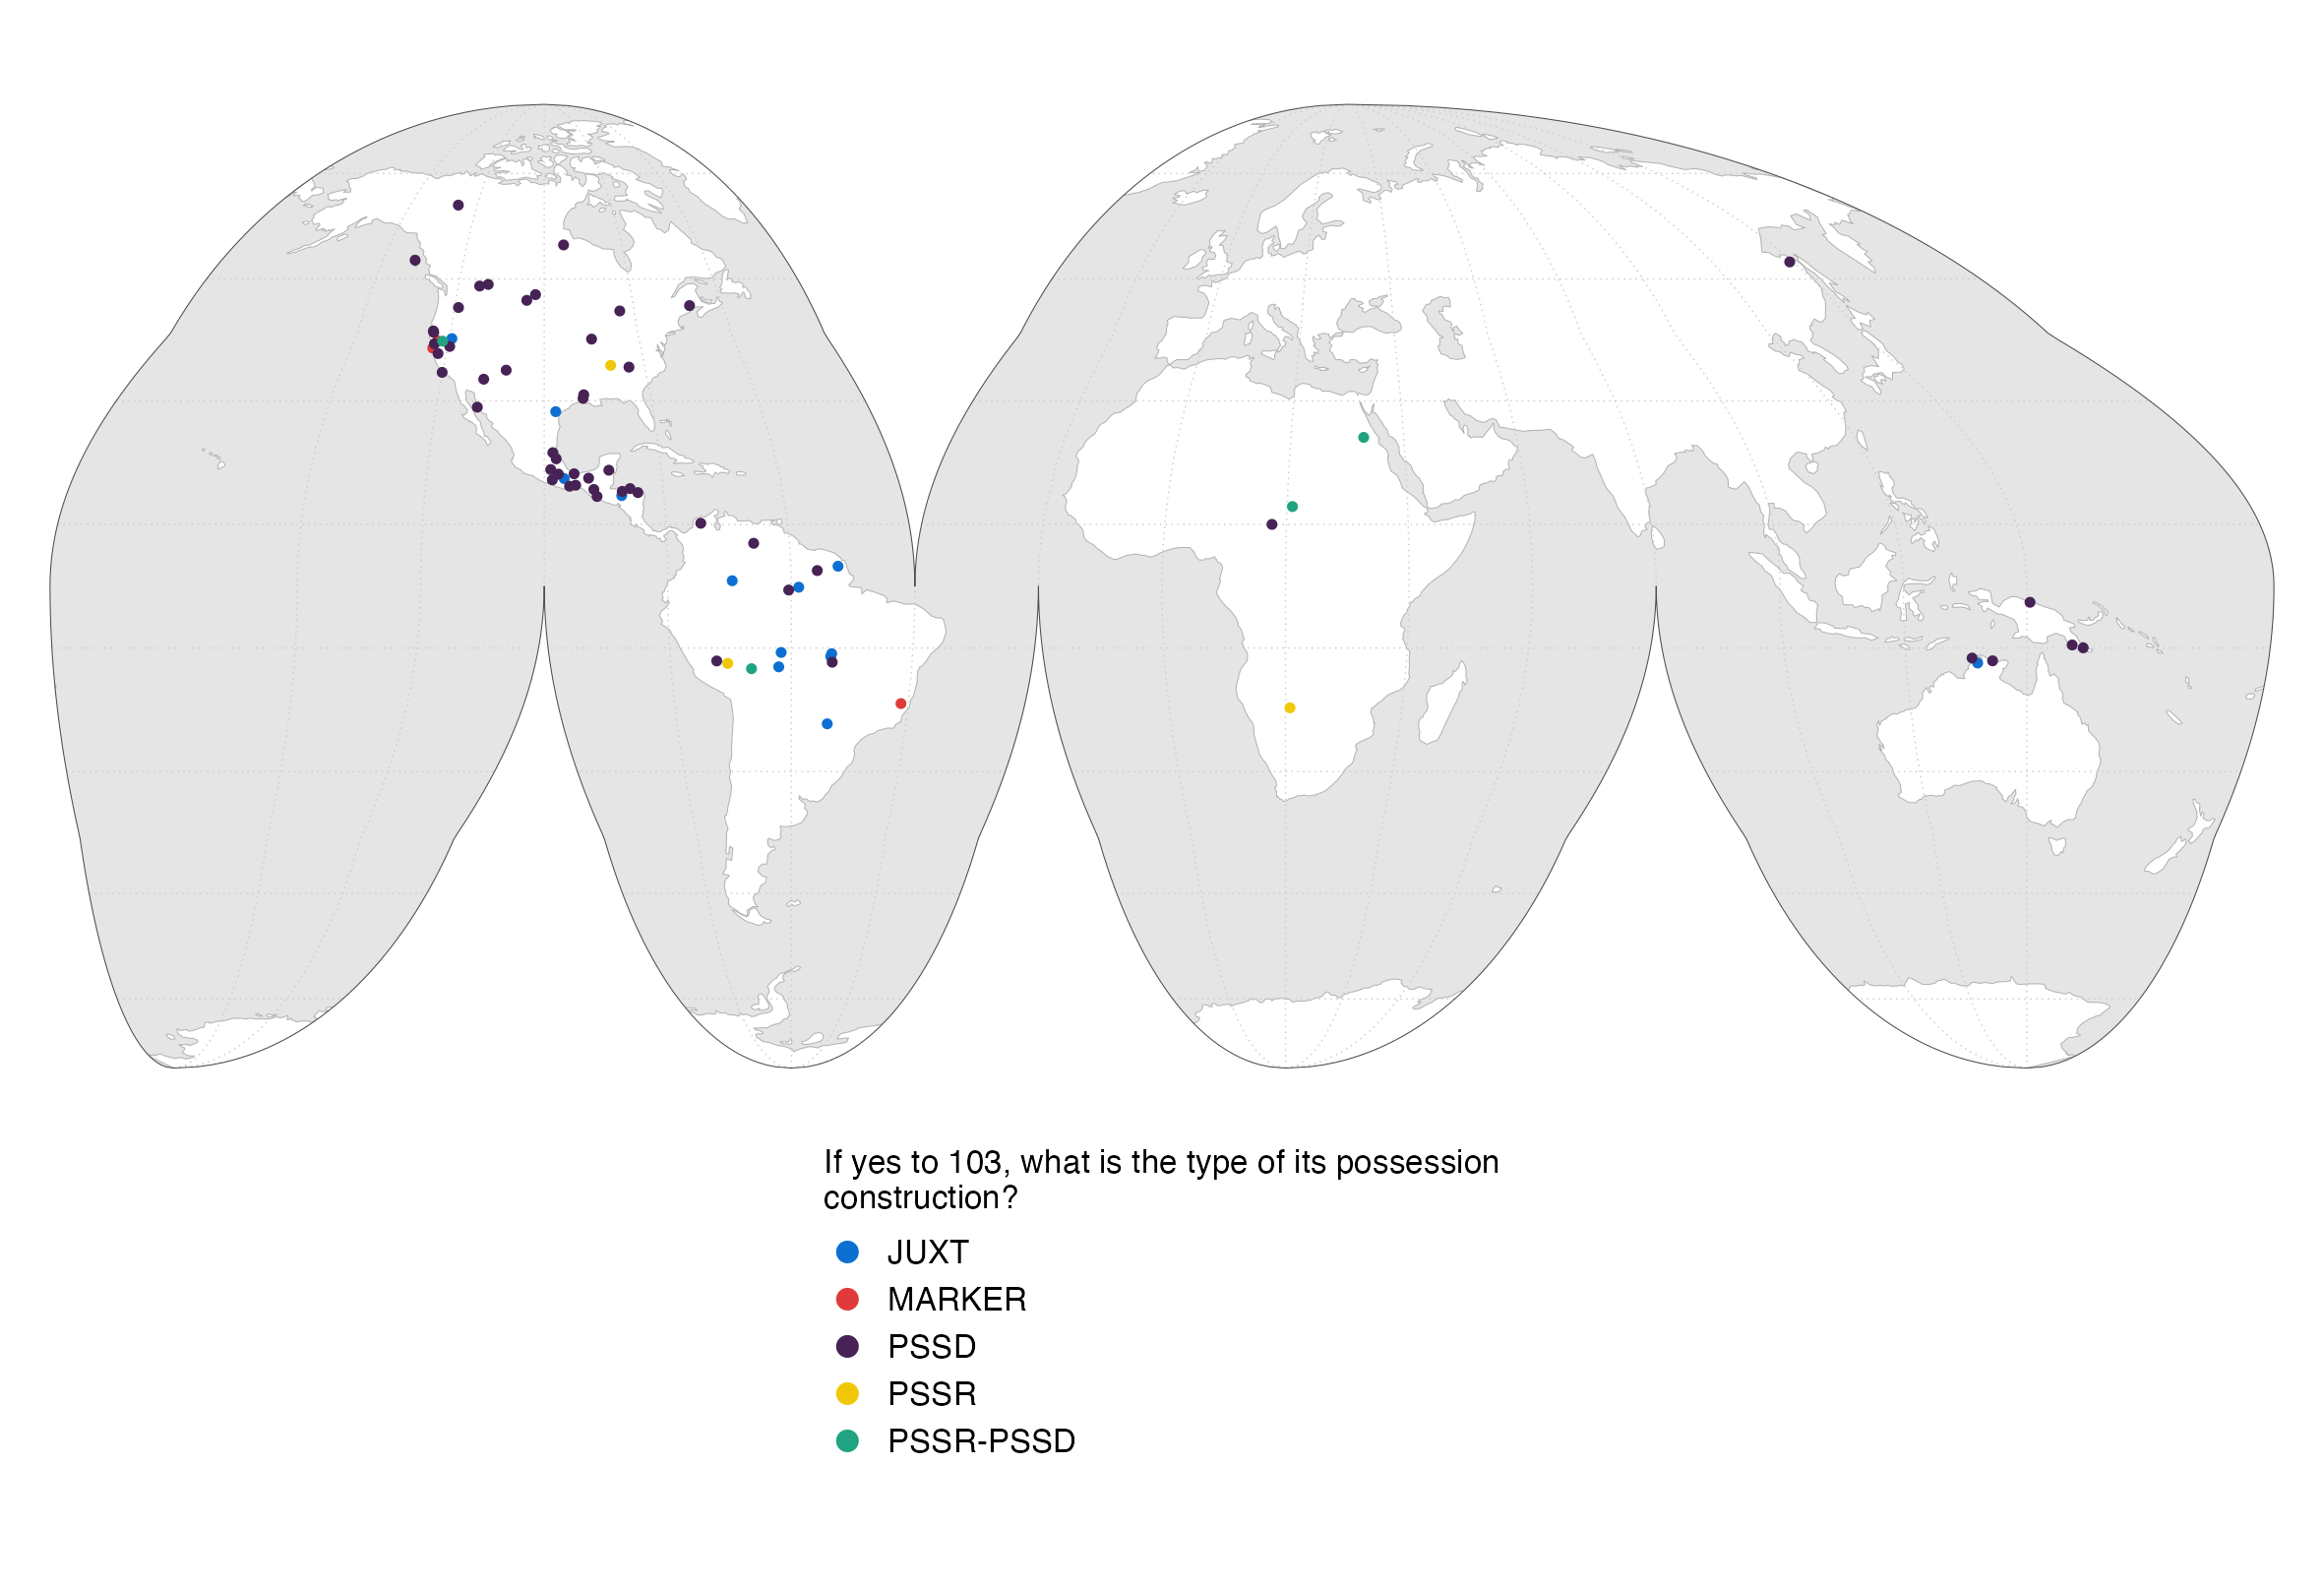 If yes to 103, what is the type of its possession
construction?
JUXT
MARKER
PSSD
PSSR
PSSR-PSSD